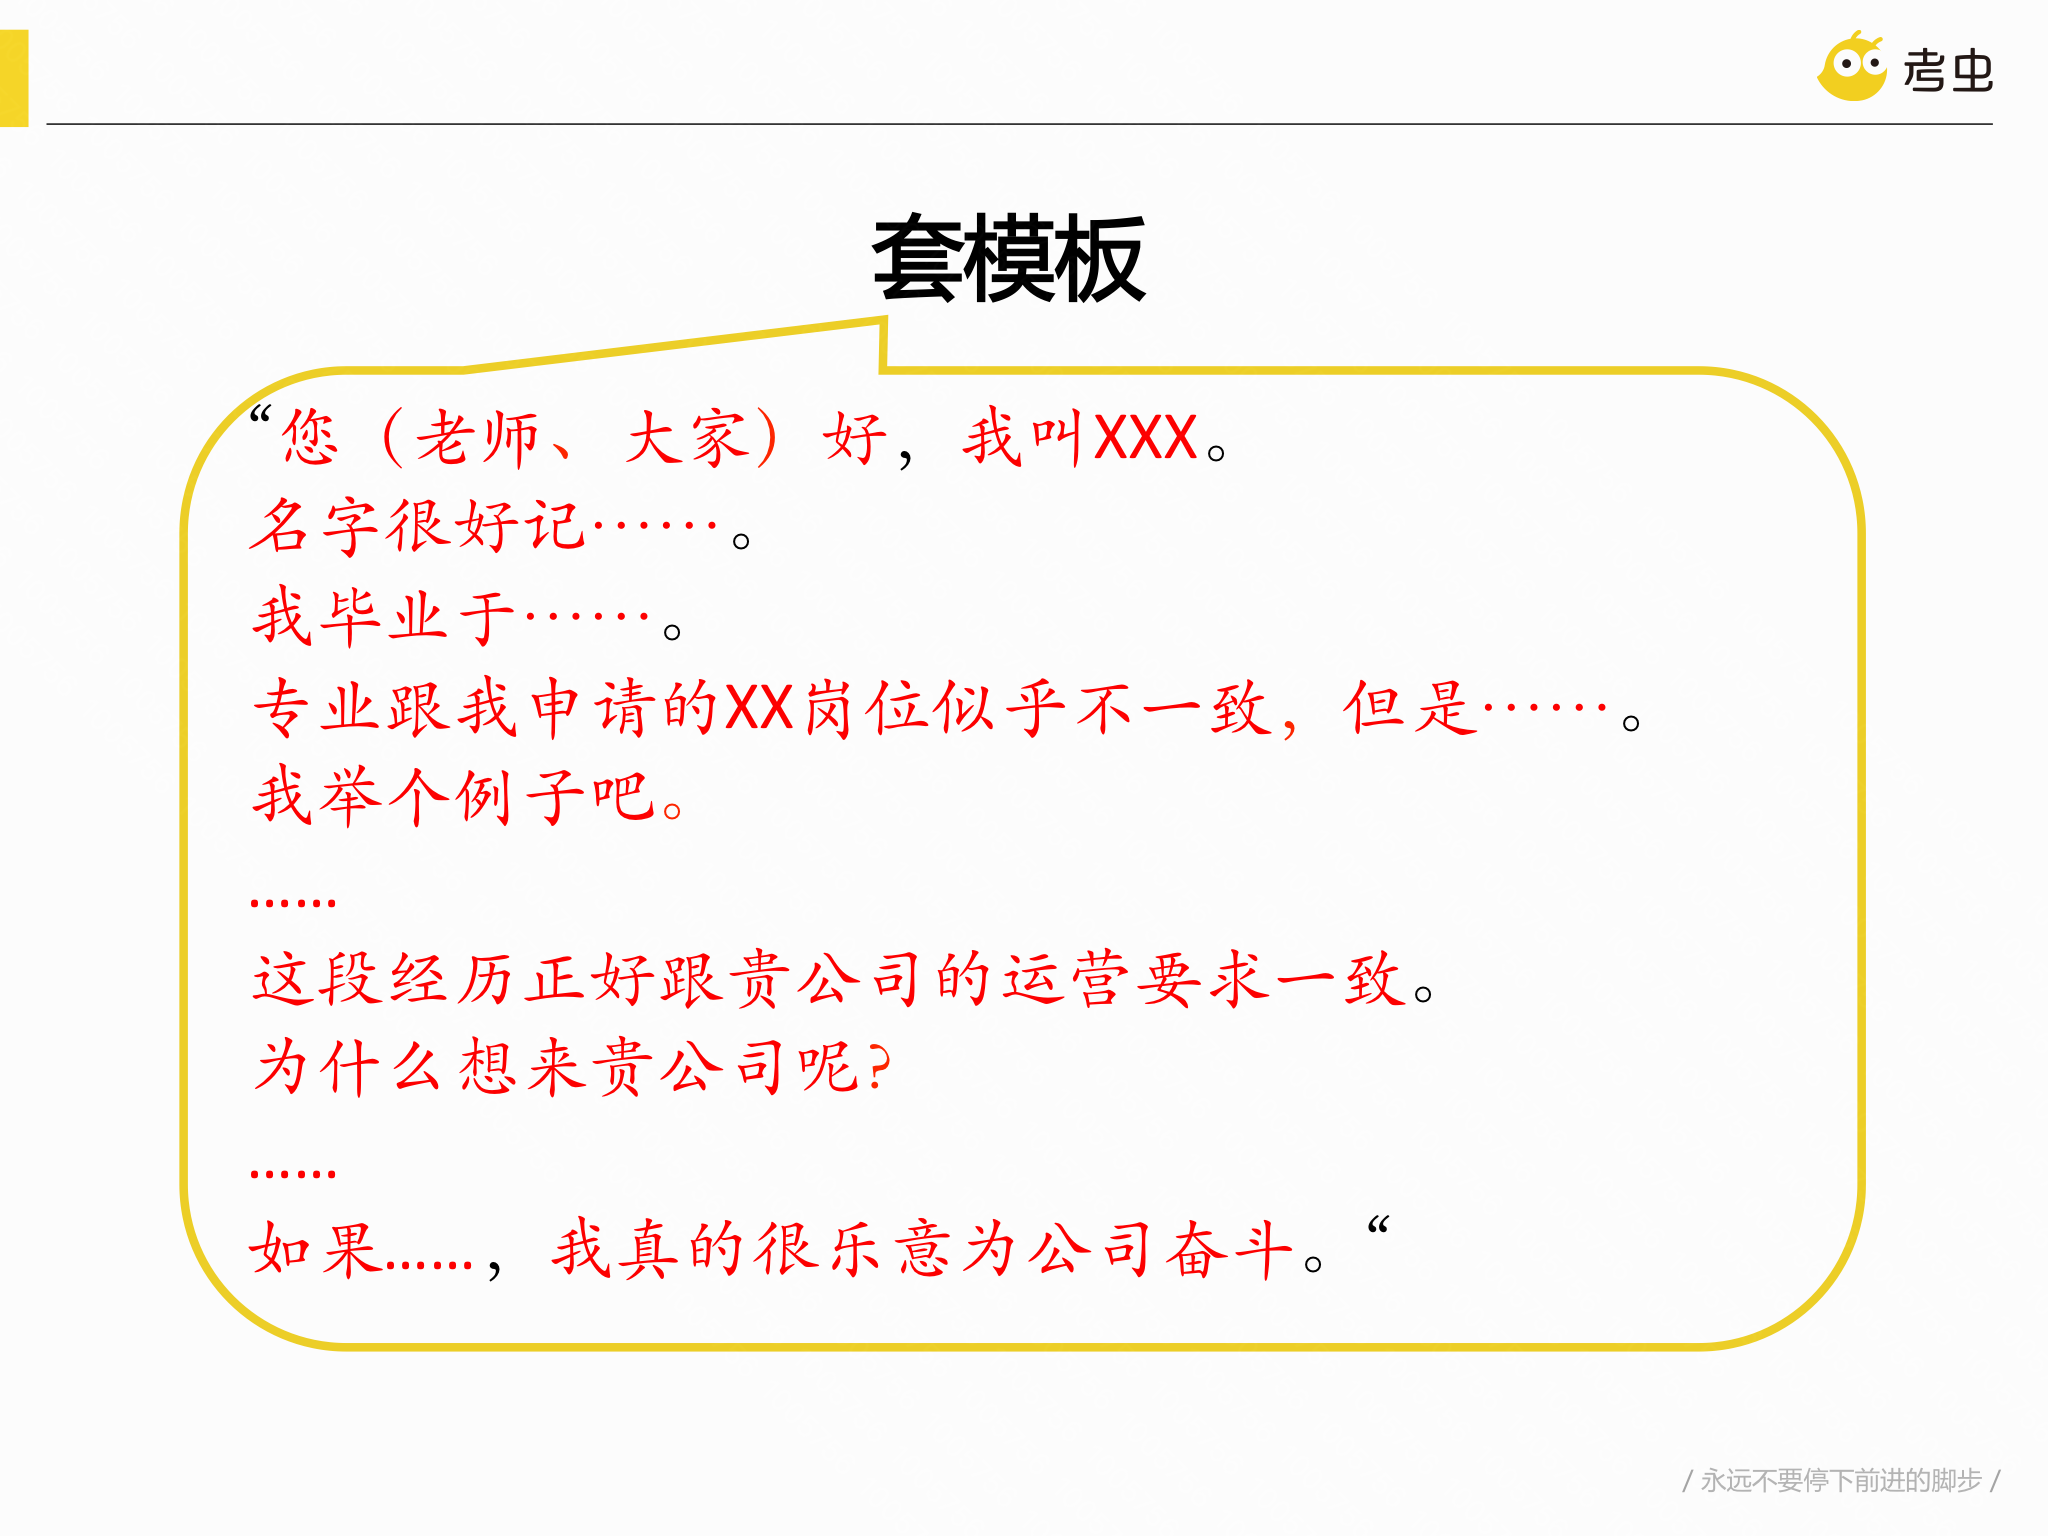 考虫
套模板
“您（老师、 大家）好，我叫XXX。
名字很好记……。
我毕业于……。
专业跟我申请的XX岗位似乎不一致，但是……。
我举个例子吧。
……
这段经历正好跟贵公司的运营要求一致。
为什么想来贵公司呢?
……
如果……，我真的很乐意为公司奋斗。“
/ 永远不要停下前进的脚步 /